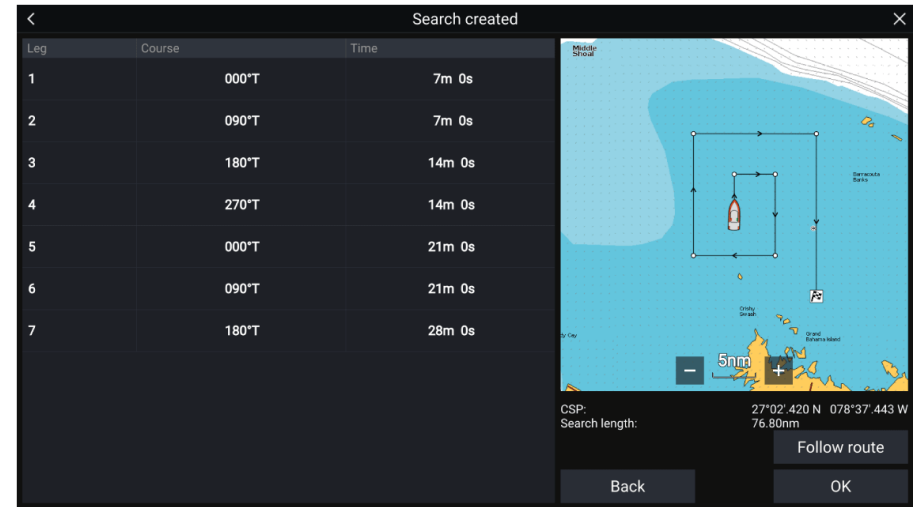 Search created
Leg Course Time
1 000°T 7m 0s
2 090°T 7m 0s
3 180°T 14m 0s
4 270°T 14m 0s
5 000°T 21m 0s
6 090°T 21m 0s
7 180°T 28m 0s
Middle
Shoal
Barracuta
Banks
Grand
Bahama Island
5nm
CSP: 27°02'.420 N 078°37'.443 W
Search length: 76.80nm
Follow route
Back
OK